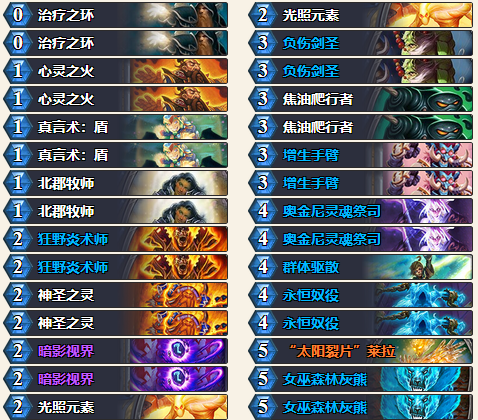 0 治疗之环
0 治疗之环
1 心灵之火
1 心灵之火
1 真言术：盾
1 真言术：盾
1 北郡牧师
1 北郡牧师
2 狂野炎术师
2 狂野炎术师
2 神圣之灵
2 神圣之灵
2 暗影视界
2 暗影视界
2 光照元素
2 光照元素
3 负伤剑圣
3 负伤剑圣
3 焦油爬行者
3 焦油爬行者
3 增生手臂
3 增生手臂
4 奥金尼灵魂祭司
4 奥金尼灵魂祭司
4 群体驱散
4 永恒奴役
4 永恒奴役
5 “太阳裂片”莱拉
5 女巫森林灰熊
5 女巫森林灰熊